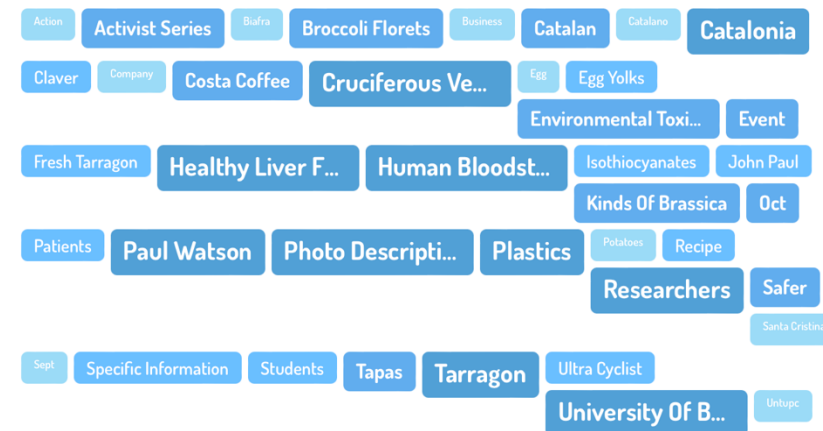 Action Activist Series Biafra Broccoli Florets Business Catalan Catalano Catalonia
Claver Company Costa Coffee Cruciferous Ve... Egg Egg Yolks
Environmental Toxi... Event
Fresh Tarragon Healthy Liver F... Human Bloodst... Isothiocyanates John Paul
Kinds Of Brassica Oct
Patients Paul Watson Photo Descripti... Plastics Potatoes Recipe
Researchers Safer
Santa Cristina
Sept Specific Information Students Tapas Tarragon Ultra Cyclist
University Of B... Untupc